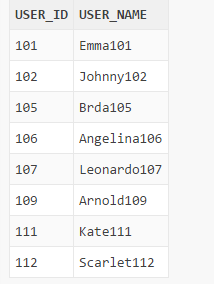 USER_ID USER_NAME
101 Emma101
102 Johnny102
105 Brda105
106 Angelina106
107 Leonardo107
109 Arnold109
111 Kate111
112 Scarlet112